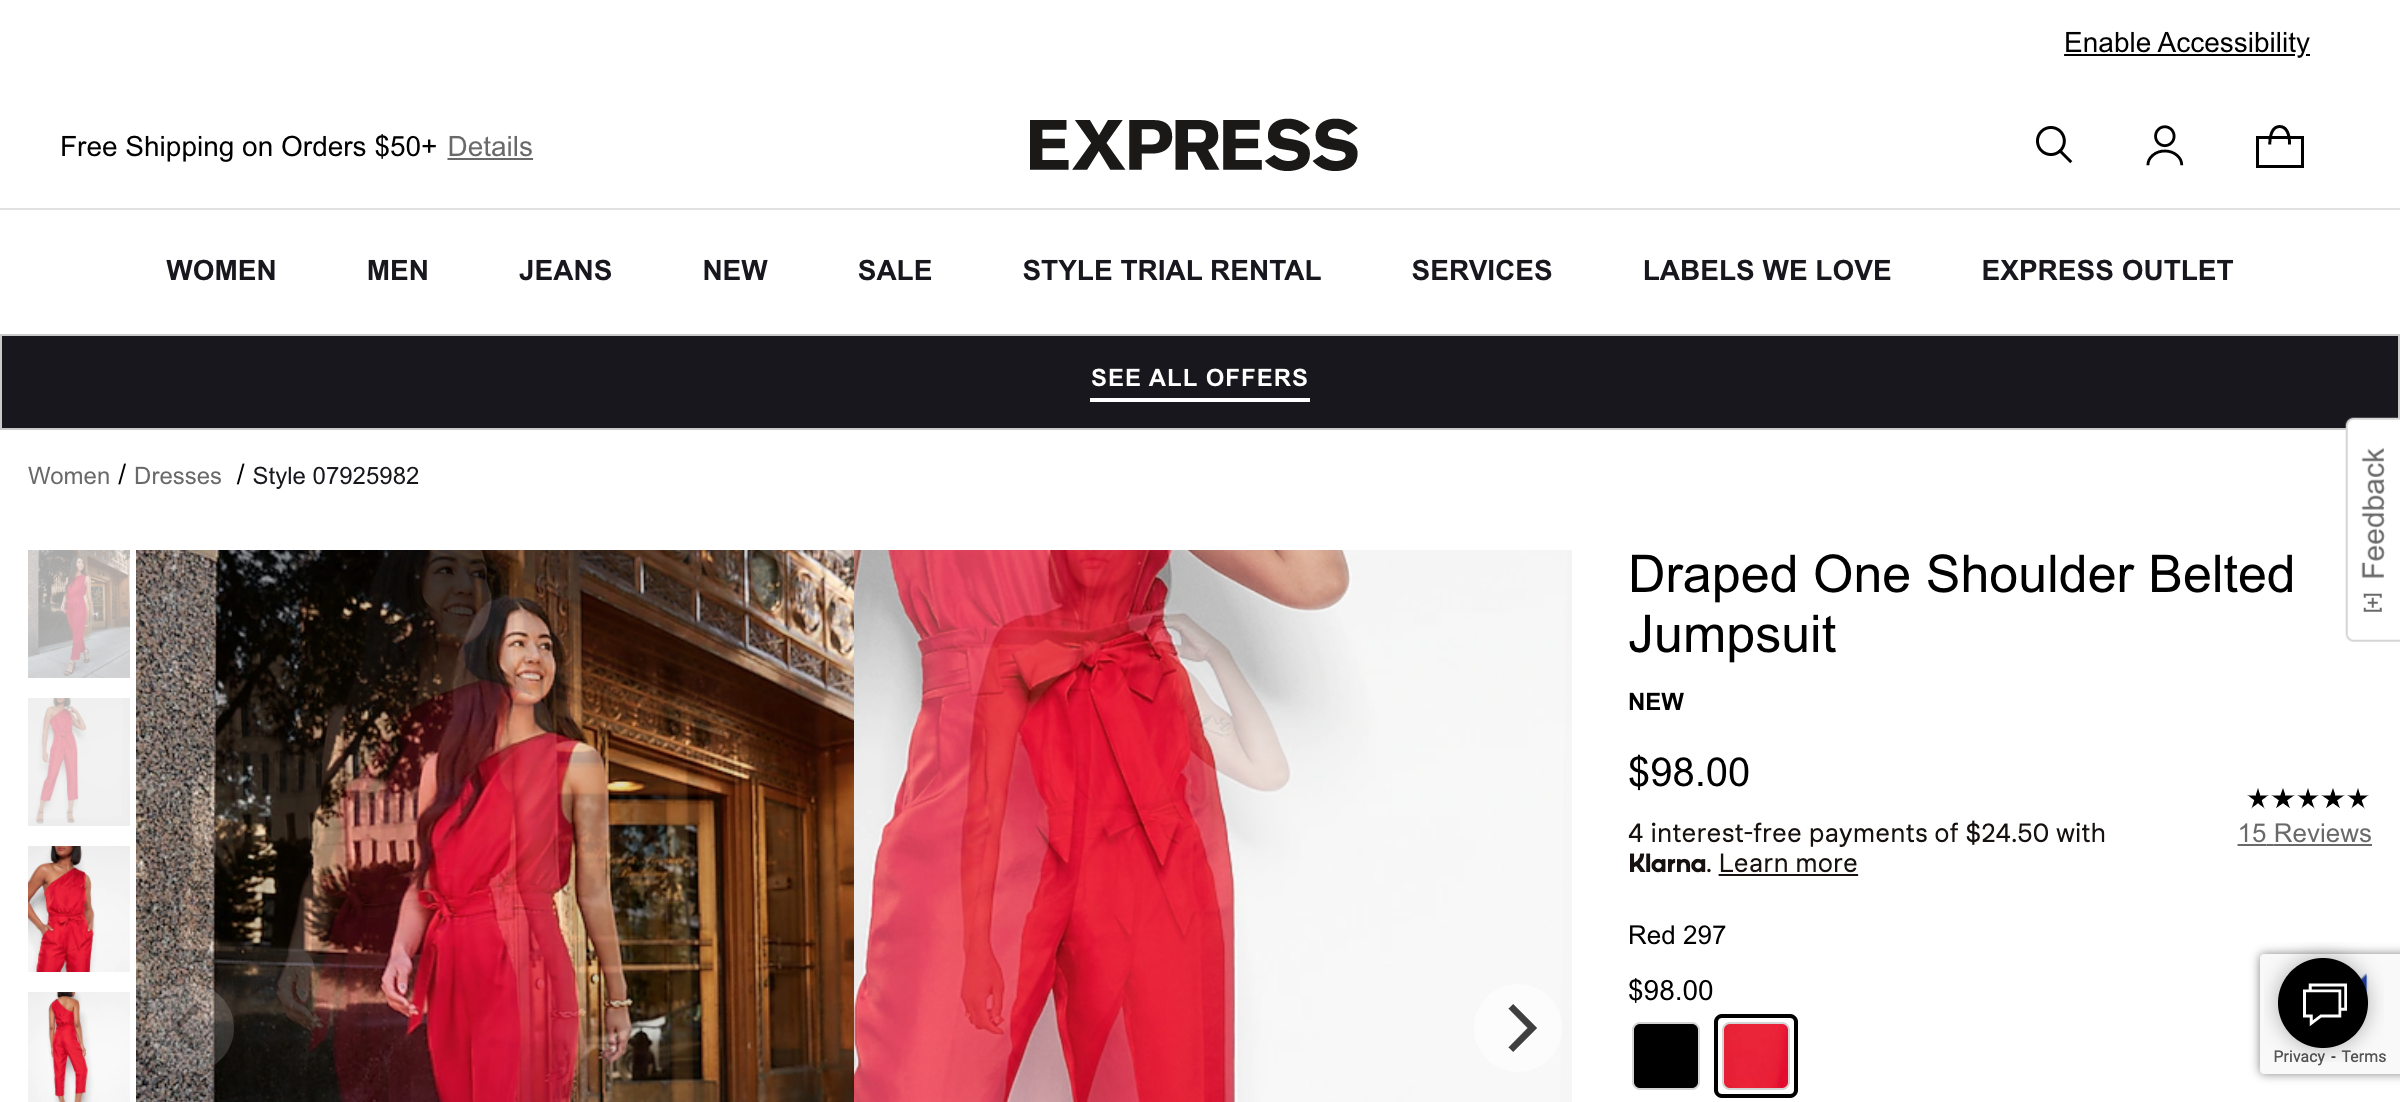 Enable Accessibility
Free Shipping on Orders $50+ Details
EXPRESS
WOMEN MEN JEANS NEW SALE STYLE TRIAL RENTAL SERVICES LABELS WE LOVE EXPRESS OUTLET
SEE ALL OFFERS
Women / Dresses / Style 07925982
[+] Feedback
Draped One Shoulder Belted
Jumpsuit
NEW
$98.00
★★★★★
15 Reviews
4 interest-free payments of $24.50 with
Klarna. Learn more
Red 297
$98.00
Privacy - Terms